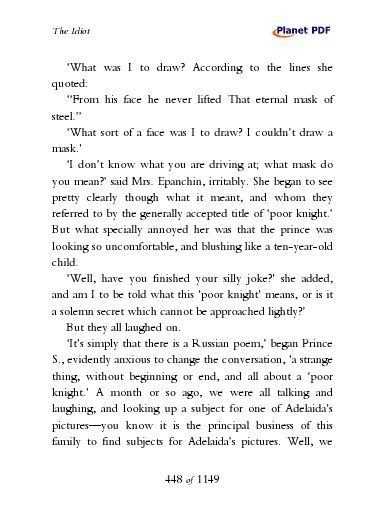 The Idiot
Planet PDF
‘What was I to draw? According to the lines she
quoted:
‘‘From his face he never lifted That eternal mask of
steel.’’
‘What sort of a face was I to draw? I couldn’t draw a
mask.’
‘I don’t know what you are driving at; what mask do
you mean?’ said Mrs. Epanchin, irritably. She began to see
pretty clearly though what it meant, and whom they
referred to by the generally accepted title of ‘poor knight.’
But what specially annoyed her was that the prince was
looking so uncomfortable, and blushing like a ten-year-old
child.
‘Well, have you finished your silly joke?’ she added,
and am I to be told what this ‘poor knight’ means, or is it
a solemn secret which cannot be approached lightly?’
But they all laughed on.
‘It’s simply that there is a Russian poem,’ began Prince
S., evidently anxious to change the conversation, ‘a strange
thing, without beginning or end, and all about a ‘poor
knight.’ A month or so ago, we were all talking and
laughing, and looking up a subject for one of Adelaida’s
pictures—you know it is the principal business of this
family to find subjects for Adelaida’s pictures. Well, we
448 of 1149